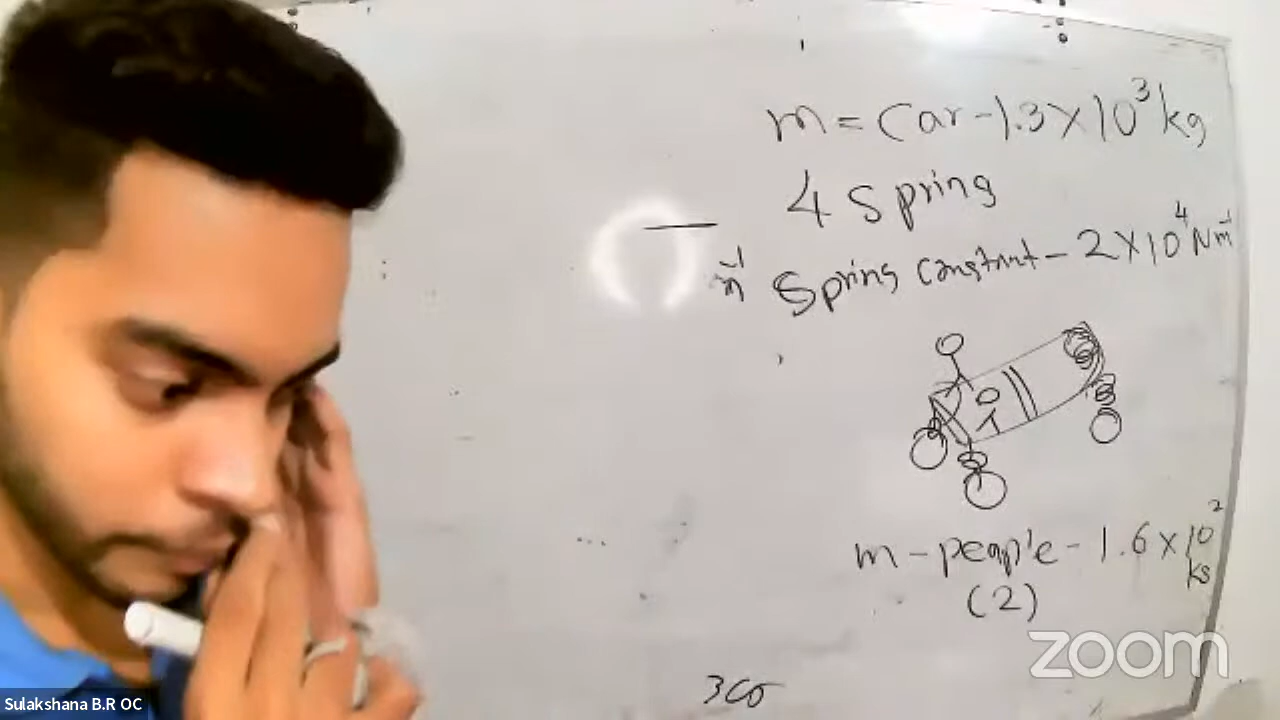 m = Car - 1.3 × 10³ kg
4 Spring
Spring constant - 2 × 10⁴ Nm⁻¹
m⁻¹
m - people - 1.6 × 10² kg
(2)
zoom
Sulakshana B.R OC